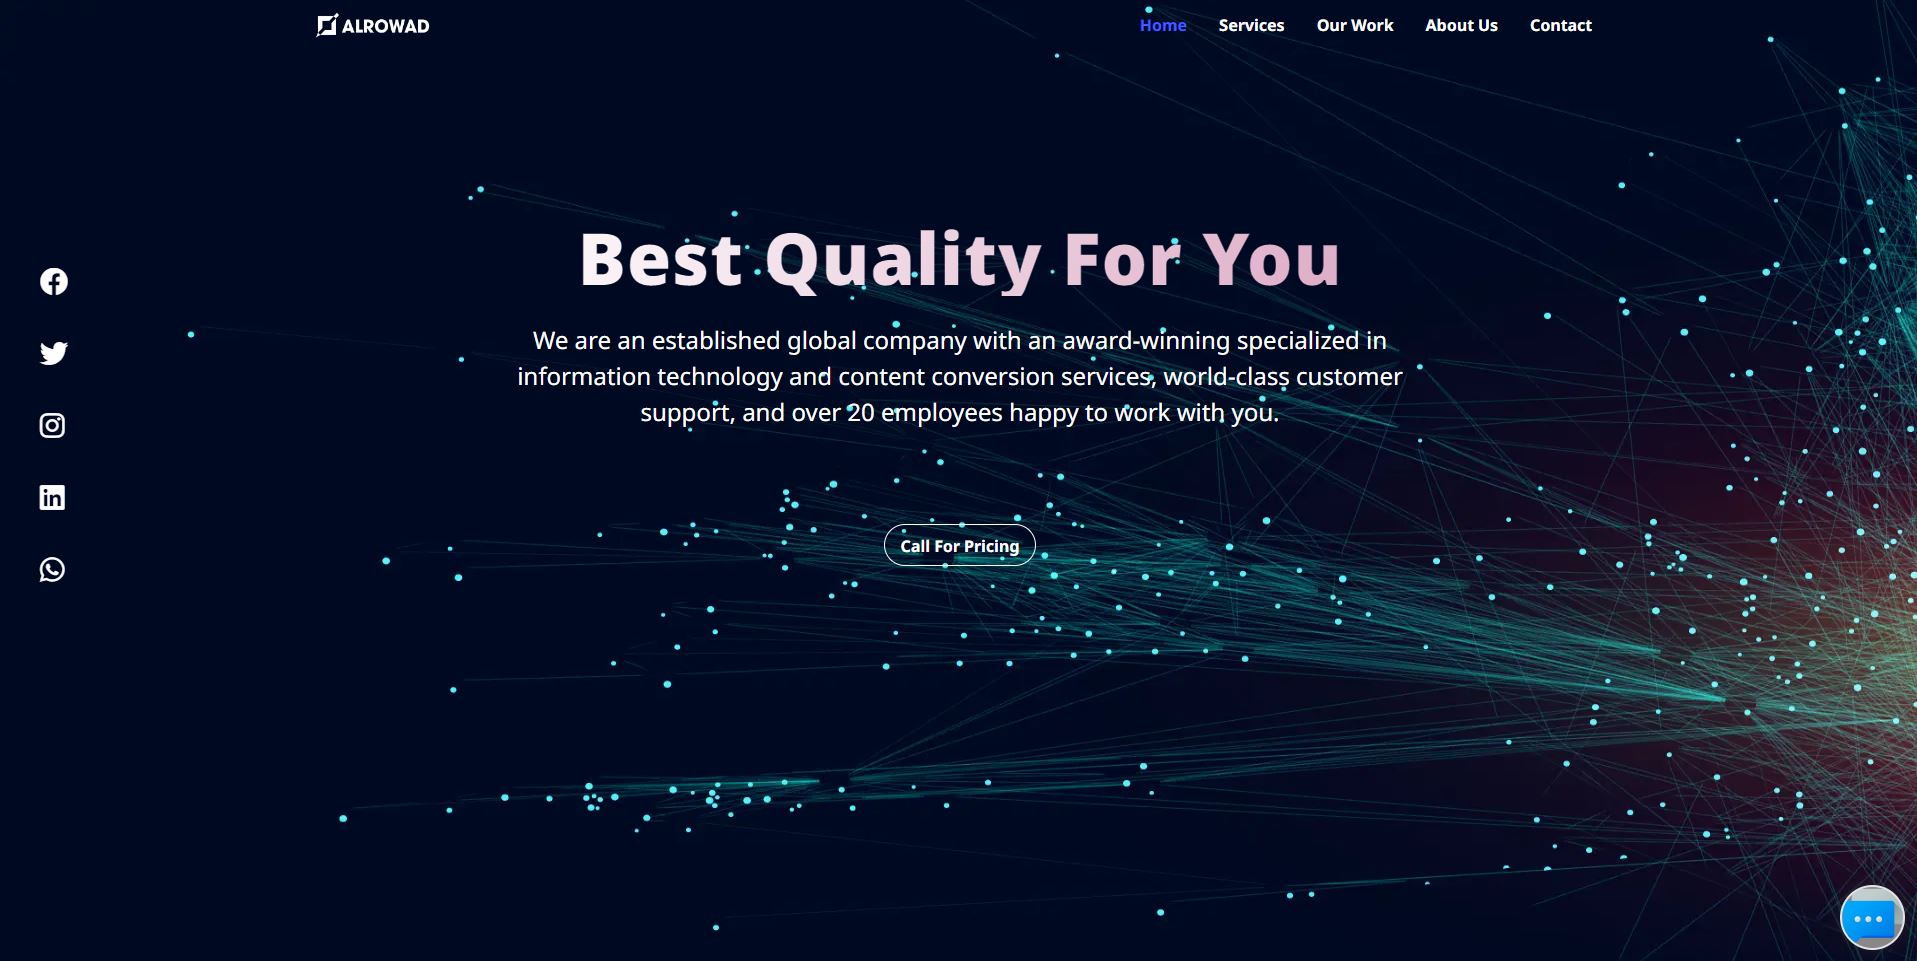 ALROWAD
Home Services Our Work About Us Contact
Best Quality For You
We are an established global company with an award-winning specialized in
information technology and content conversion services, world-class customer
support, and over 20 employees happy to work with you.
Call For Pricing